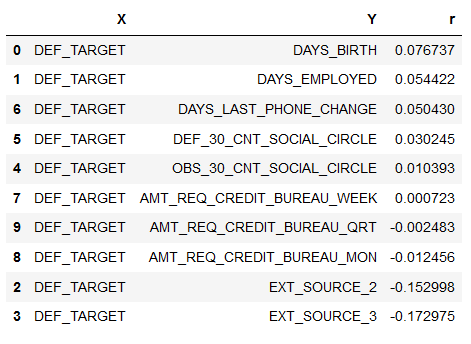 X Y r
0 DEF_TARGET DAYS_BIRTH 0.076737
1 DEF_TARGET DAYS_EMPLOYED 0.054422
6 DEF_TARGET DAYS_LAST_PHONE_CHANGE 0.050430
5 DEF_TARGET DEF_30_CNT_SOCIAL_CIRCLE 0.030245
4 DEF_TARGET OBS_30_CNT_SOCIAL_CIRCLE 0.010393
7 DEF_TARGET AMT_REQ_CREDIT_BUREAU_WEEK 0.000723
9 DEF_TARGET AMT_REQ_CREDIT_BUREAU_QRT -0.002483
8 DEF_TARGET AMT_REQ_CREDIT_BUREAU_MON -0.012456
2 DEF_TARGET EXT_SOURCE_2 -0.152998
3 DEF_TARGET EXT_SOURCE_3 -0.172975